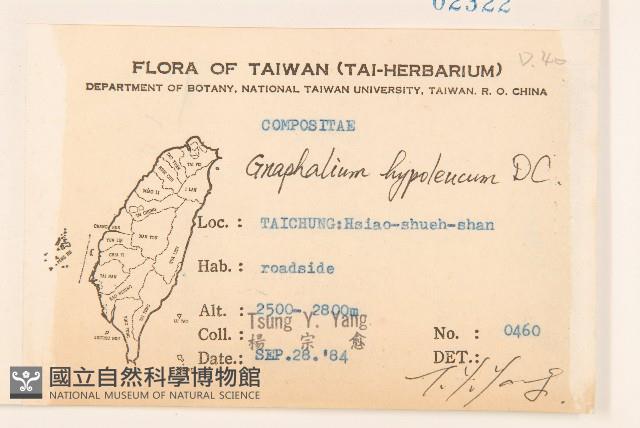 02322
D. 40
FLORA OF TAIWAN (TAI-HERBARIUM)
DEPARTMENT OF BOTANY, NATIONAL TAIWAN UNIVERSITY, TAIWAN, R. O. CHINA
COMPOSITAE
Gnaphalium hypoleucum DC.
Loc. : TAICHUNG:Hsiao-shueh-shan
Hab. : roadside
Alt. : 2500-2800m
Coll. : Tsung Y. Yang
楊宗愈
No. : 0460
Date. : SEP.28.'84
DET.:
T. Y. Yang
國立自然科學博物館
NATIONAL MUSEUM OF NATURAL SCIENCE